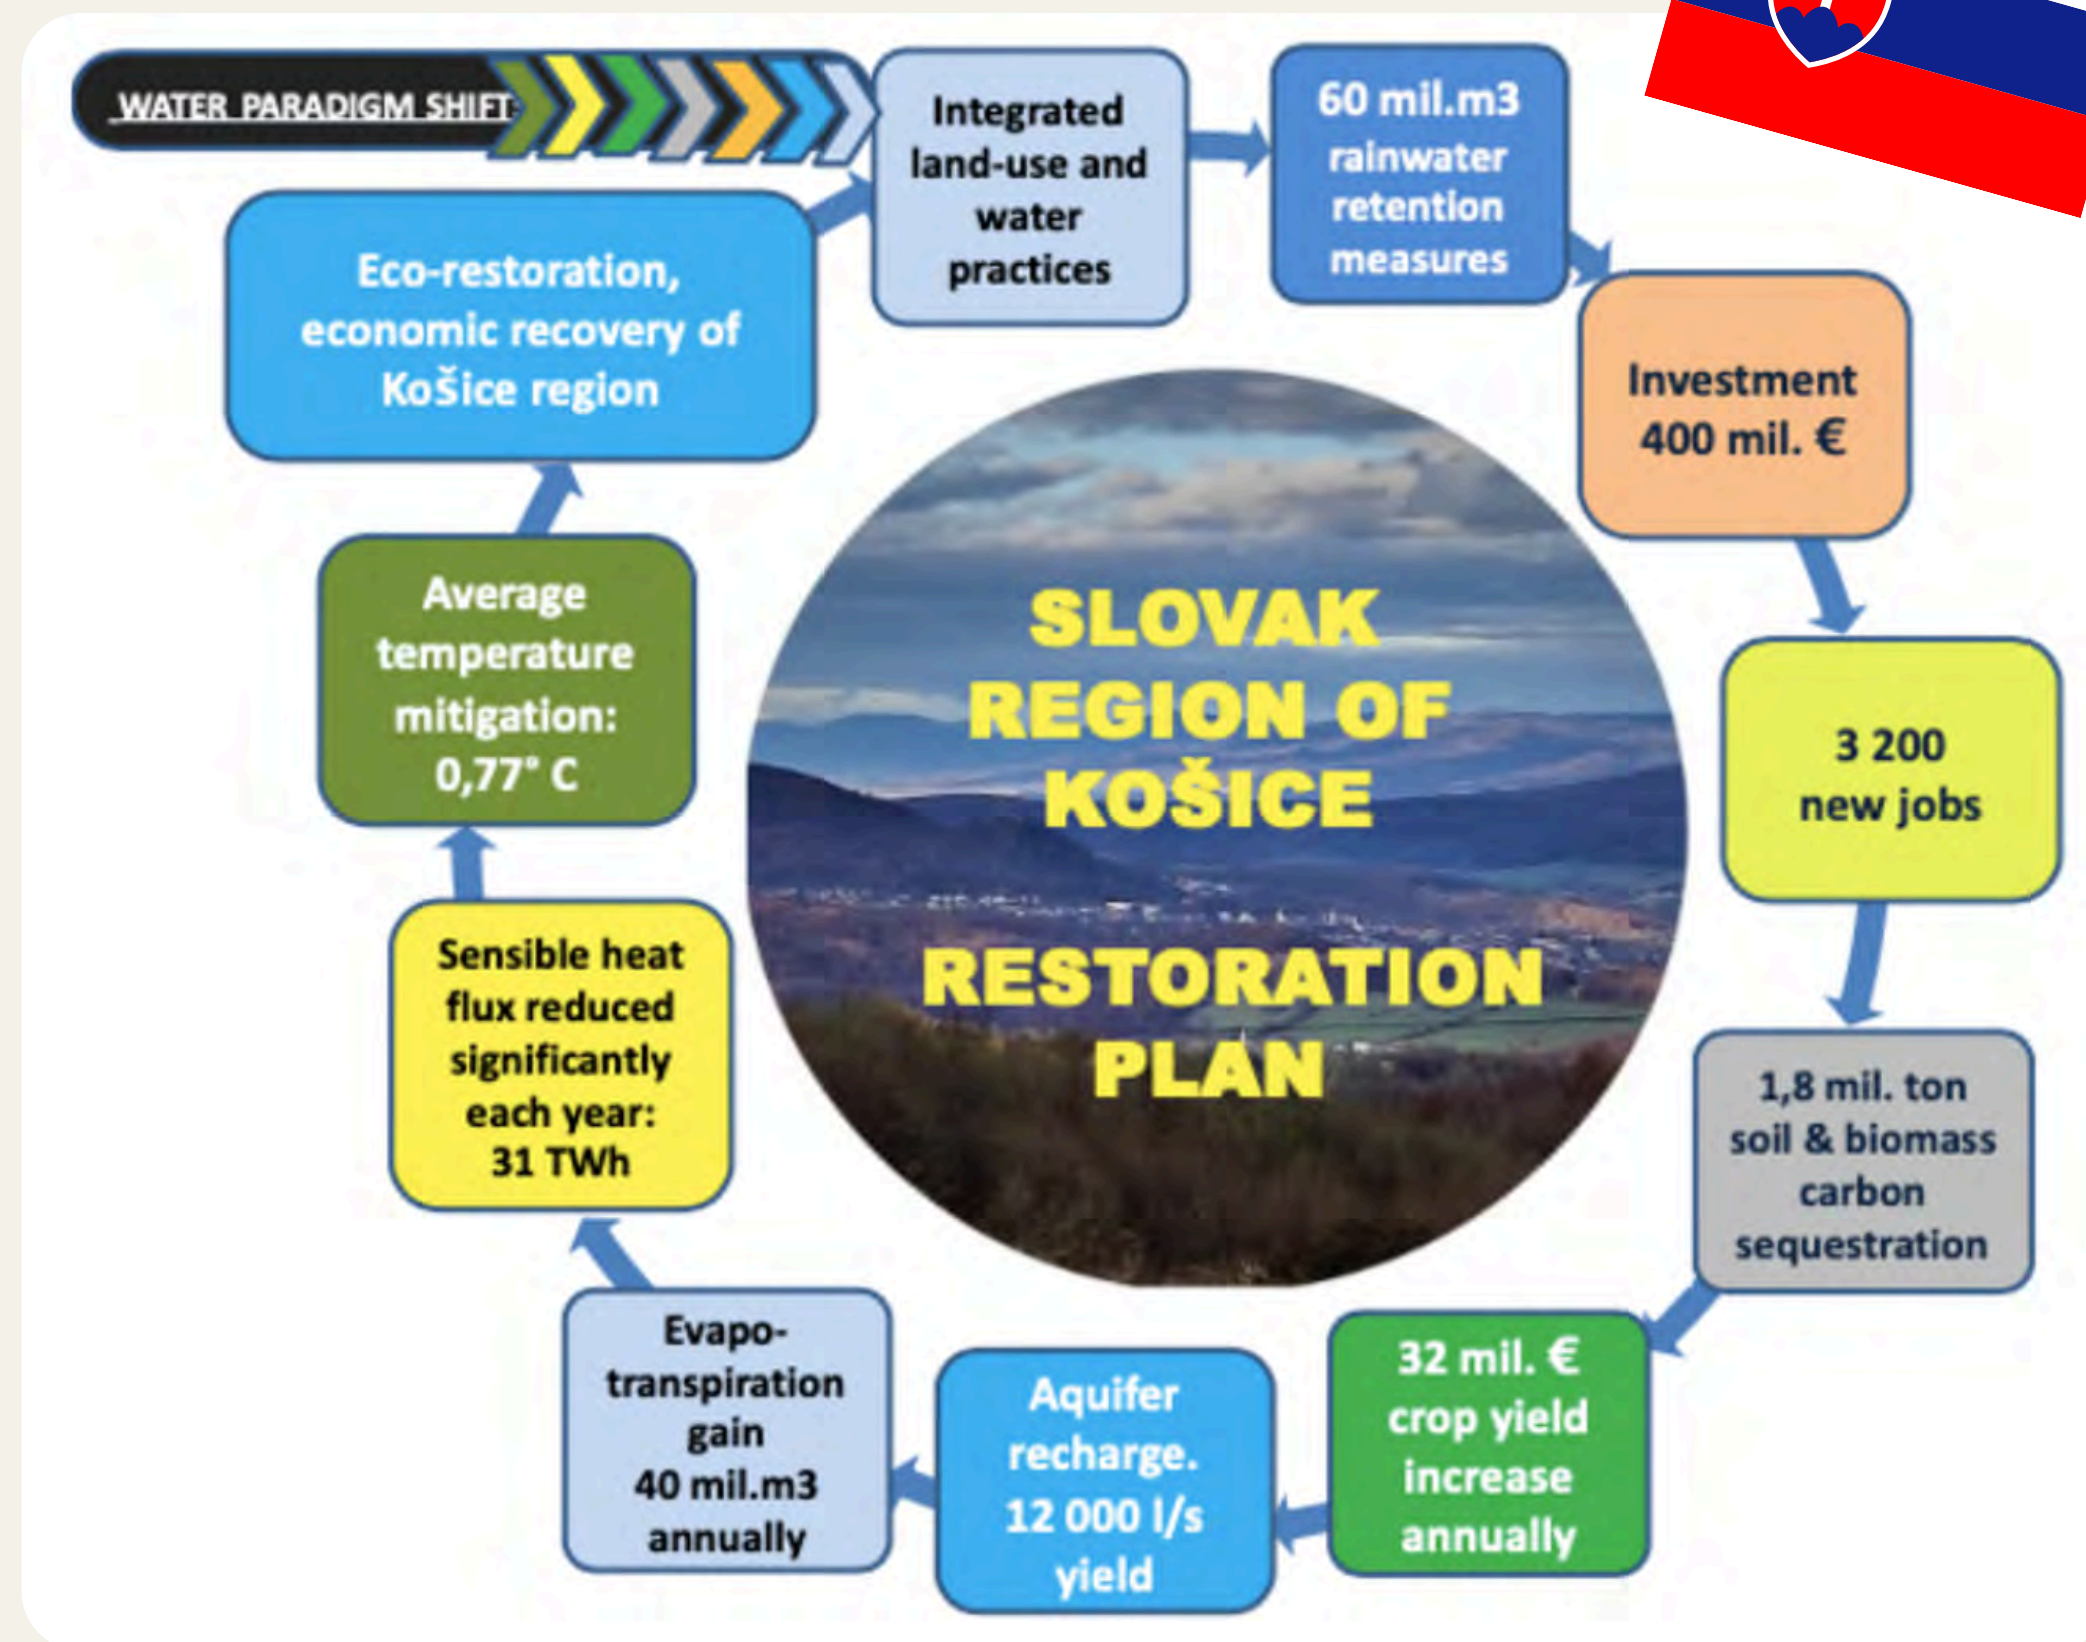 WATER PARADIGM SHIFT
Integrated
land-use and
water
practices
60 mil.m3
rainwater
retention
measures
Investment
400 mil. €
3 200
new jobs
1,8 mil. ton
soil & biomass
carbon
sequestration
32 mil. €
crop yield
increase
annually
Aquifer
recharge.
12 000 l/s
yield
Evapo-
transpiration
gain
40 mil.m3
annually
Sensible heat
flux reduced
significantly
each year:
31 TWh
Average
temperature
mitigation:
0,77° C
Eco-restoration,
economic recovery of
KoŠice region
SLOVAK
REGION OF
KOŠICE
RESTORATION
PLAN